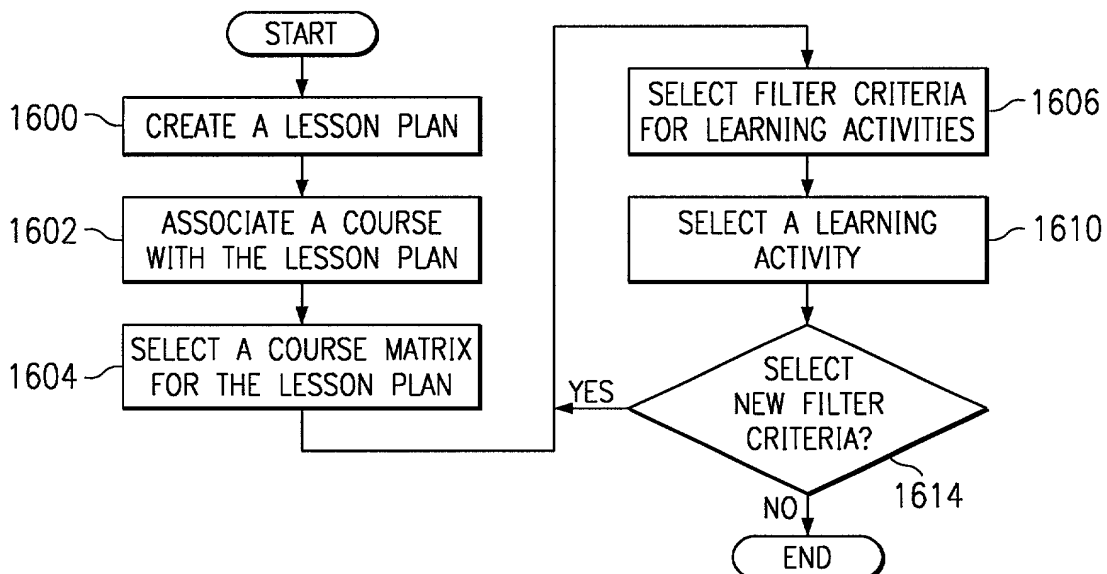 START
1600
CREATE A LESSON PLAN
1602
ASSOCIATE A COURSE
WITH THE LESSON PLAN
1604
SELECT A COURSE MATRIX
FOR THE LESSON PLAN
SELECT FILTER CRITERIA
FOR LEARNING ACTIVITIES
1606
SELECT A LEARNING
ACTIVITY
1610
YES
SELECT
NEW FILTER
CRITERIA?
1614
NO
END